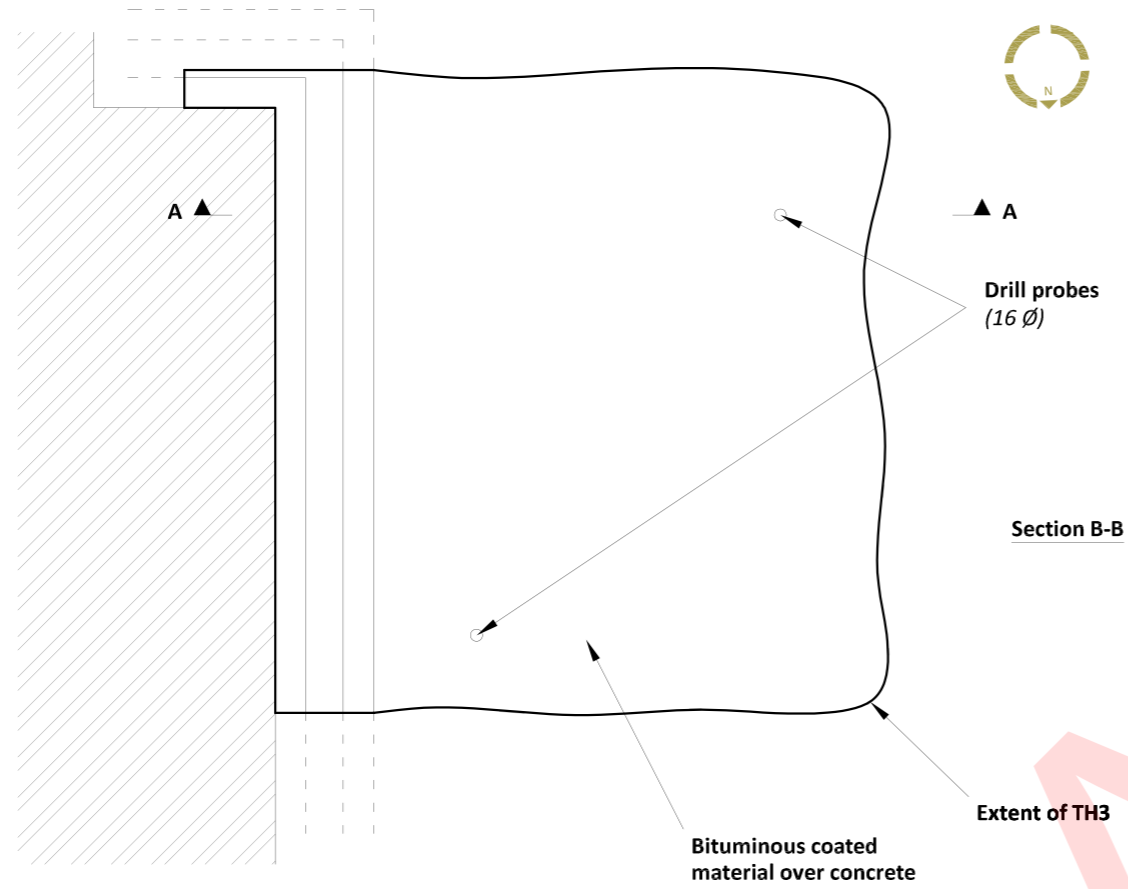 N
A
A
Drill probes
(16 Ø)
Section B-B
Extent of TH3
Bituminous coated
material over concrete